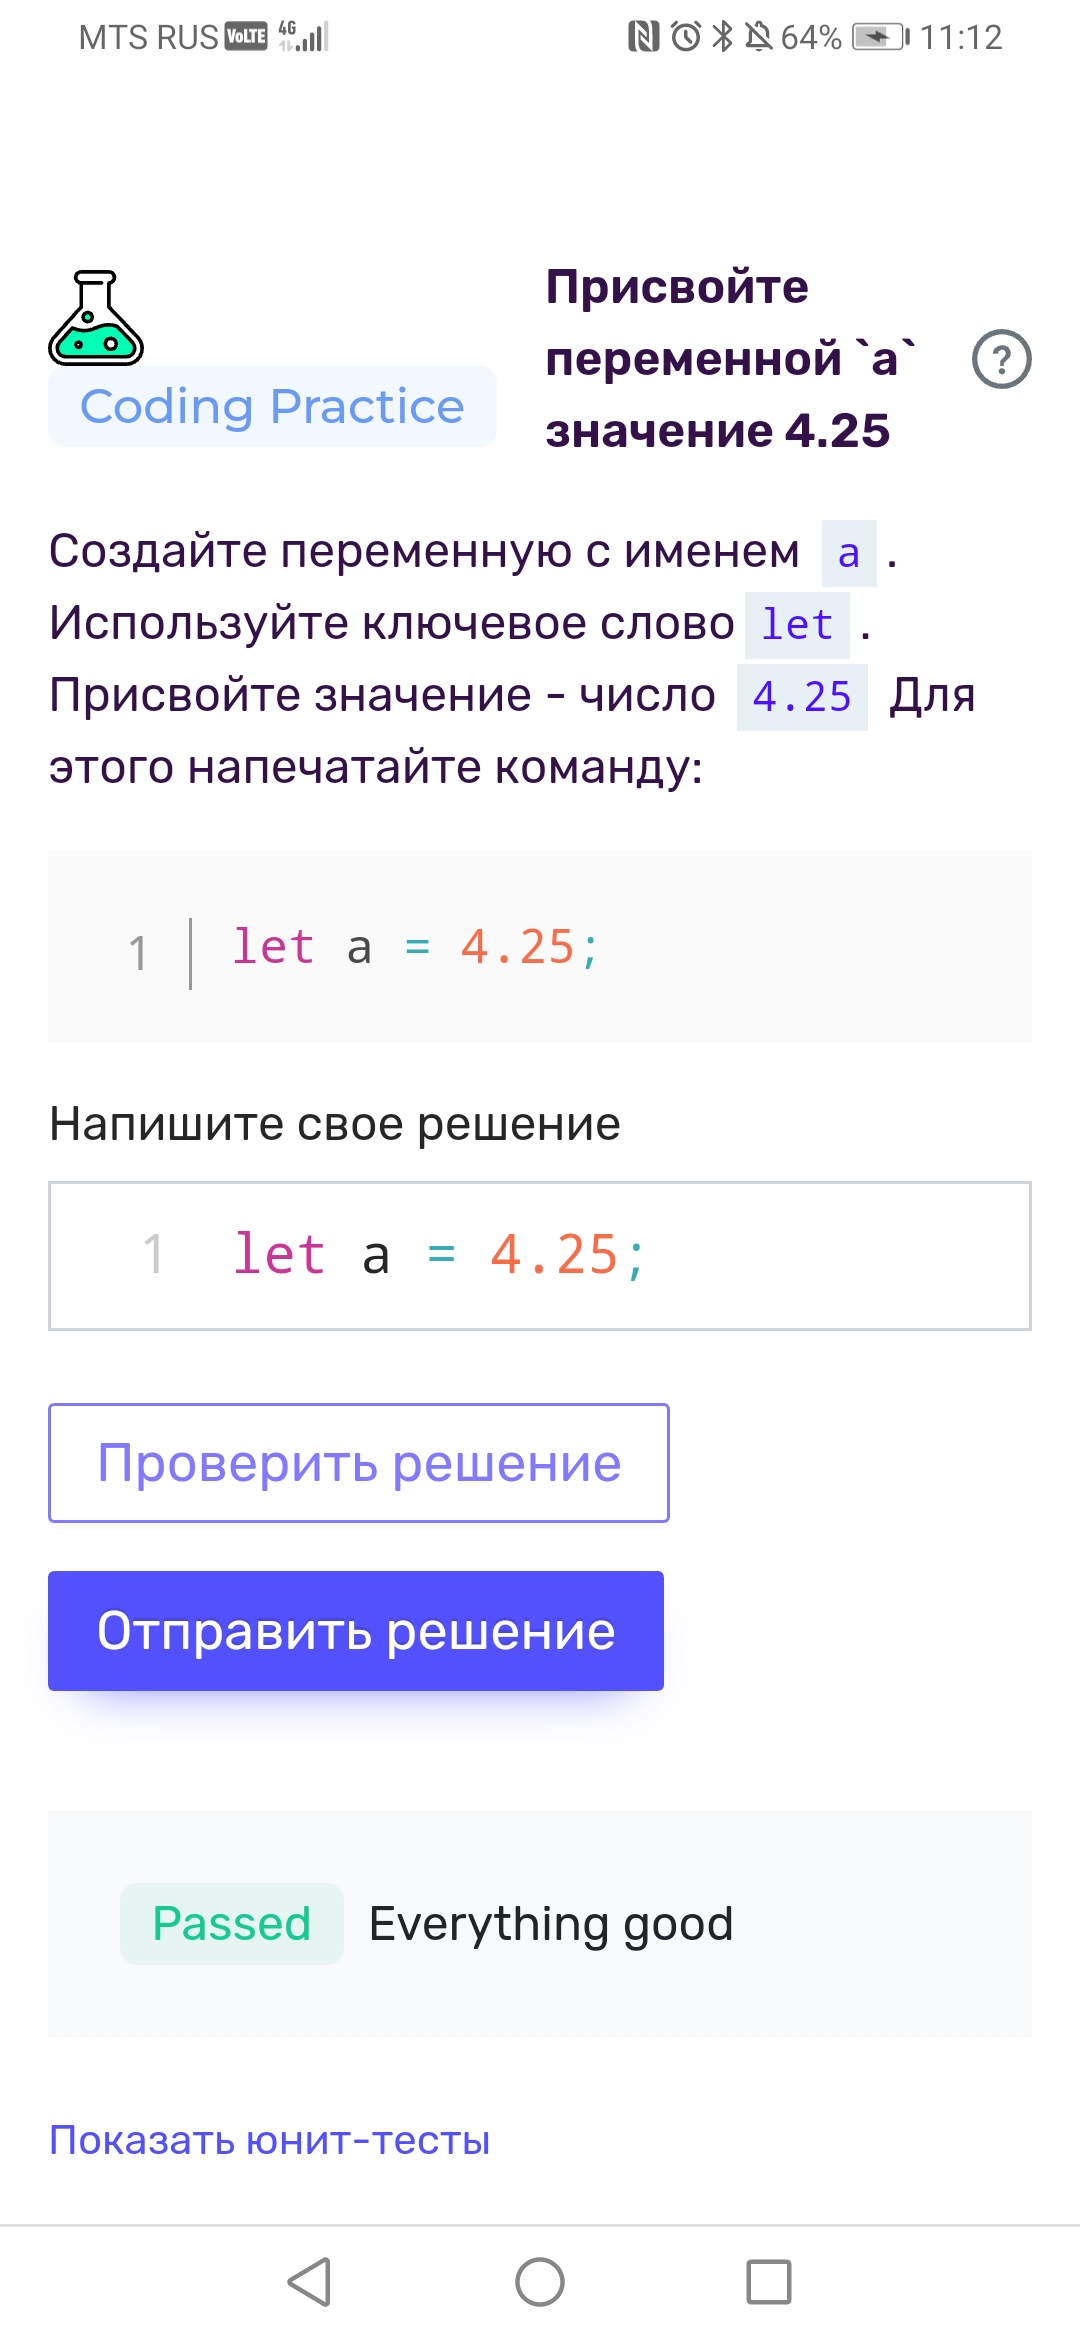 MTS RUS VoLTE 4G 64% 11:12
Coding Practice
Присвойте
переменной `a`
значение 4.25
?
Создайте переменную с именем a .
Используйте ключевое слово let .
Присвойте значение - число 4.25 Для
этого напечатайте команду:
1 let a = 4.25;
Напишите свое решение
1 let a = 4.25;
Проверить решение
Отправить решение
Passed Everything good
Показать юнит-тесты